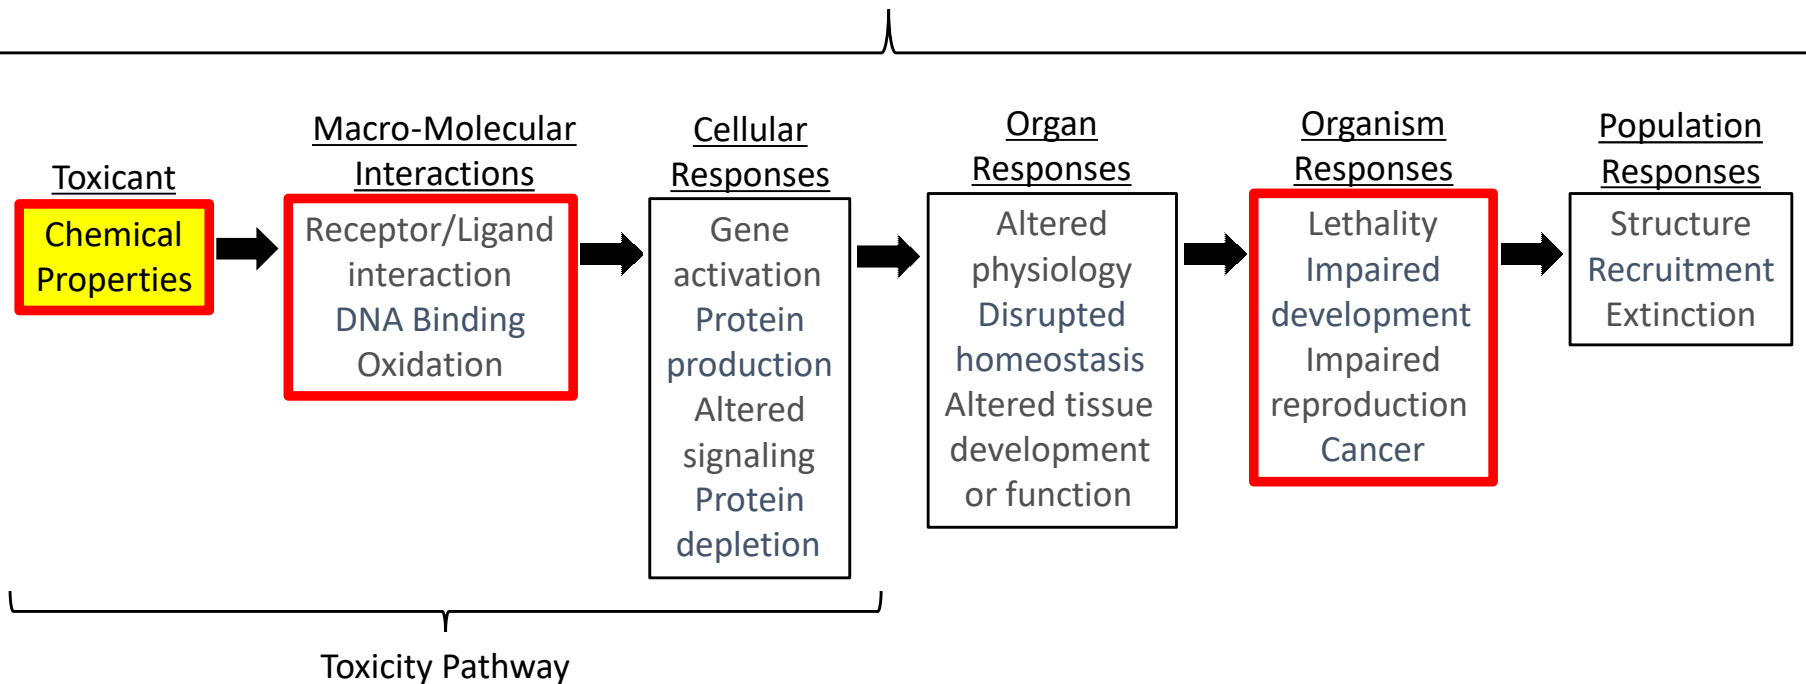 Toxicant
Chemical
Properties
Macro-Molecular
Interactions
Receptor/Ligand
interaction
DNA Binding
Oxidation
Cellular
Responses
Gene
activation
Protein
production
Altered
signaling
Protein
depletion
Organ
Responses
Altered
physiology
Disrupted
homeostasis
Altered tissue
development
or function
Organism
Responses
Lethality
Impaired
development
Impaired
reproduction
Cancer
Population
Responses
Structure
Recruitment
Extinction
Toxicity Pathway